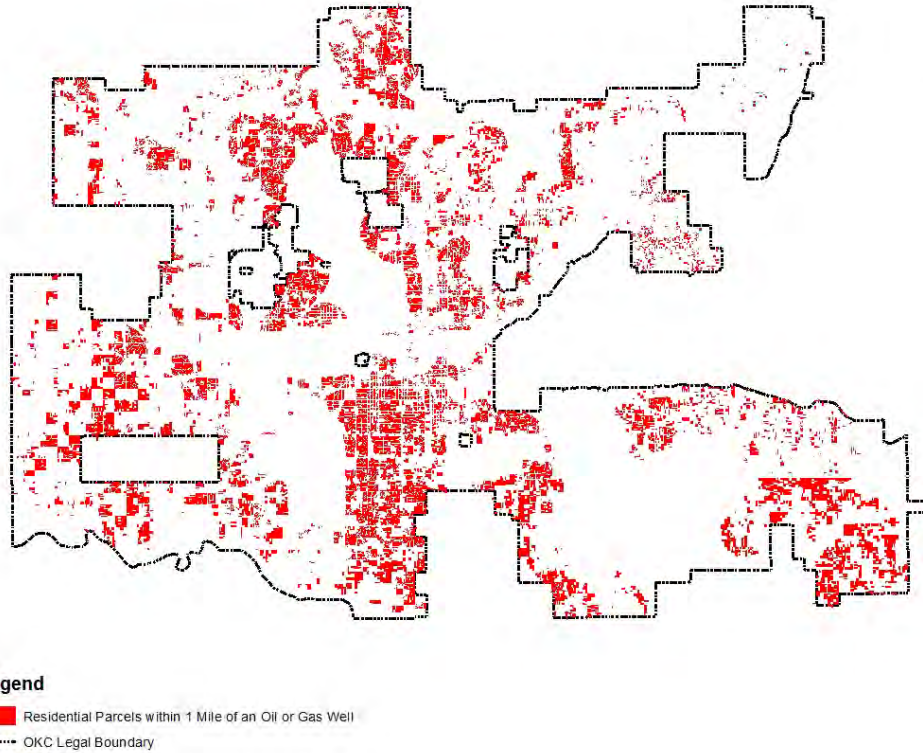 gend
Residential Parcels within 1 Mile of an Oil or Gas Well
OKC Legal Boundary